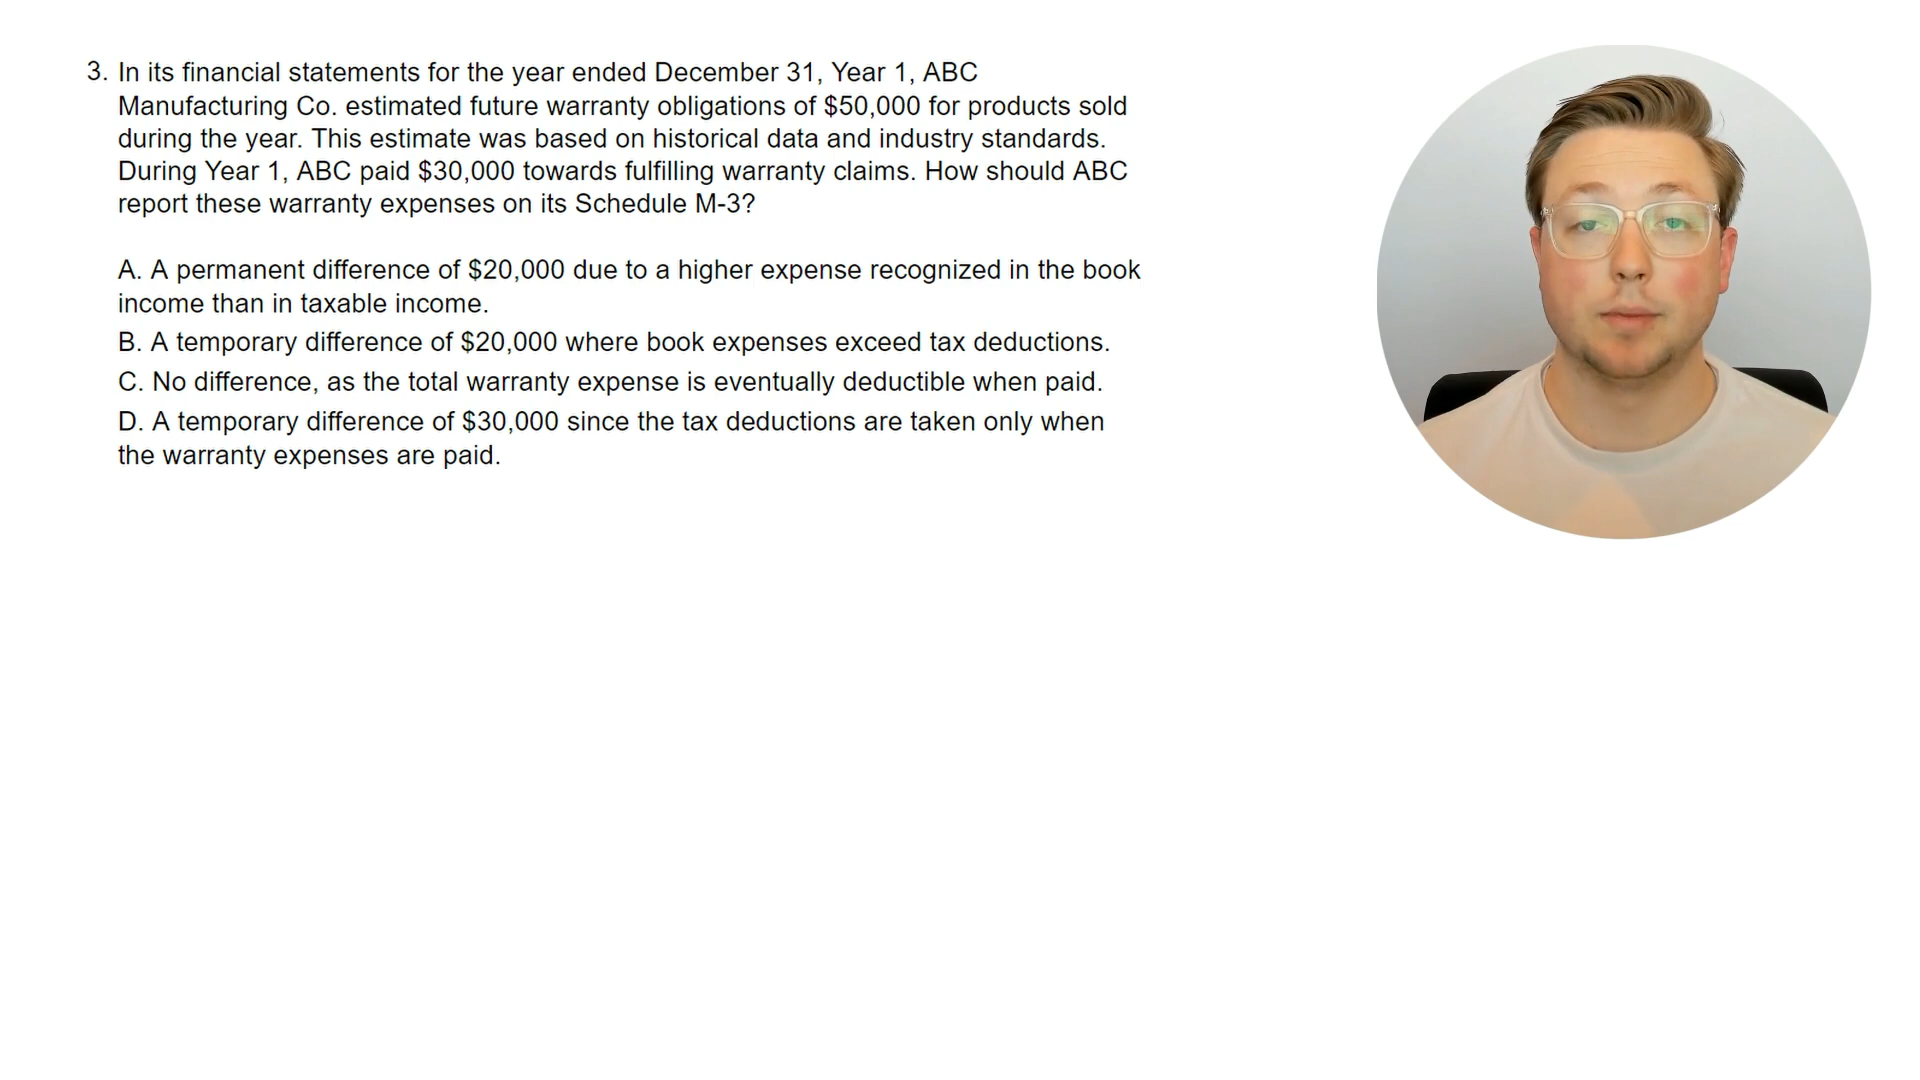 3. In its financial statements for the year ended December 31, Year 1, ABC
Manufacturing Co. estimated future warranty obligations of $50,000 for products sold
during the year. This estimate was based on historical data and industry standards.
During Year 1, ABC paid $30,000 towards fulfilling warranty claims. How should ABC
report these warranty expenses on its Schedule M-3?
A. A permanent difference of $20,000 due to a higher expense recognized in the book
income than in taxable income.
B. A temporary difference of $20,000 where book expenses exceed tax deductions.
C. No difference, as the total warranty expense is eventually deductible when paid.
D. A temporary difference of $30,000 since the tax deductions are taken only when
the warranty expenses are paid.